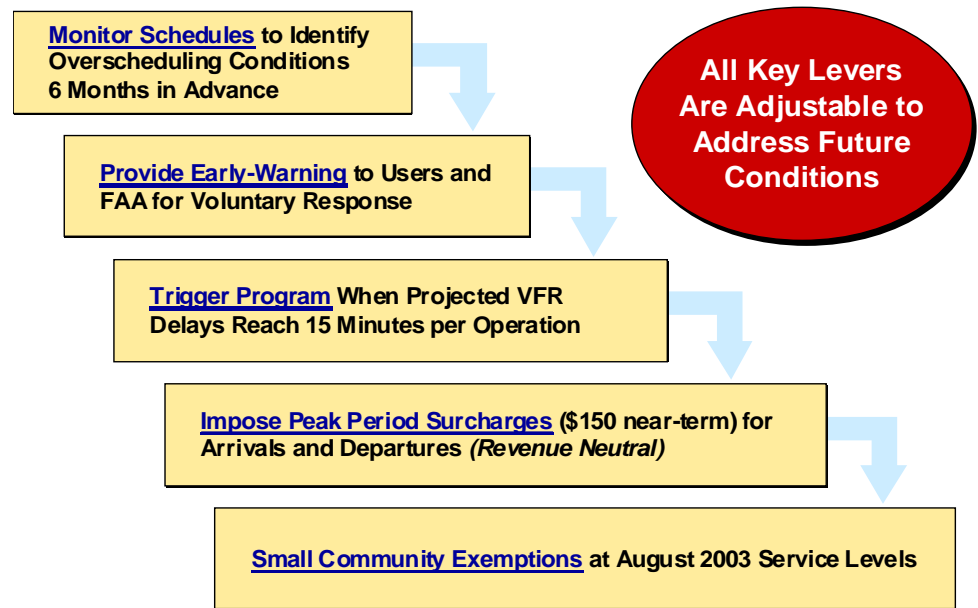 Monitor Schedules to Identify
Overscheduling Conditions
6 Months in Advance
All Key Levers
Are Adjustable to
Address Future
Conditions
Provide Early-Warning to Users and
FAA for Voluntary Response
Trigger Program When Projected VFR
Delays Reach 15 Minutes per Operation
Impose Peak Period Surcharges ($150 near-term) for
Arrivals and Departures (Revenue Neutral)
Small Community Exemptions at August 2003 Service Levels